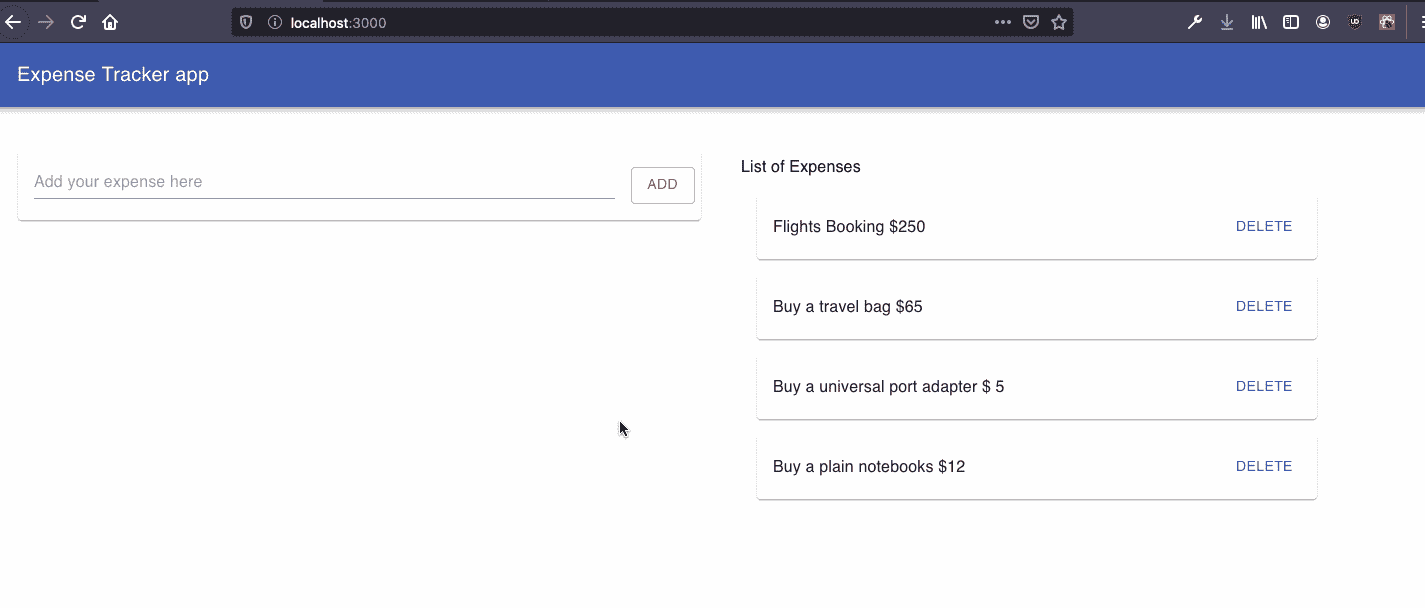 localhost:3000
Expense Tracker app
Add your expense here
ADD
List of Expenses
Flights Booking $250
DELETE
Buy a travel bag $65
DELETE
Buy a universal port adapter $ 5
DELETE
Buy a plain notebooks $12
DELETE